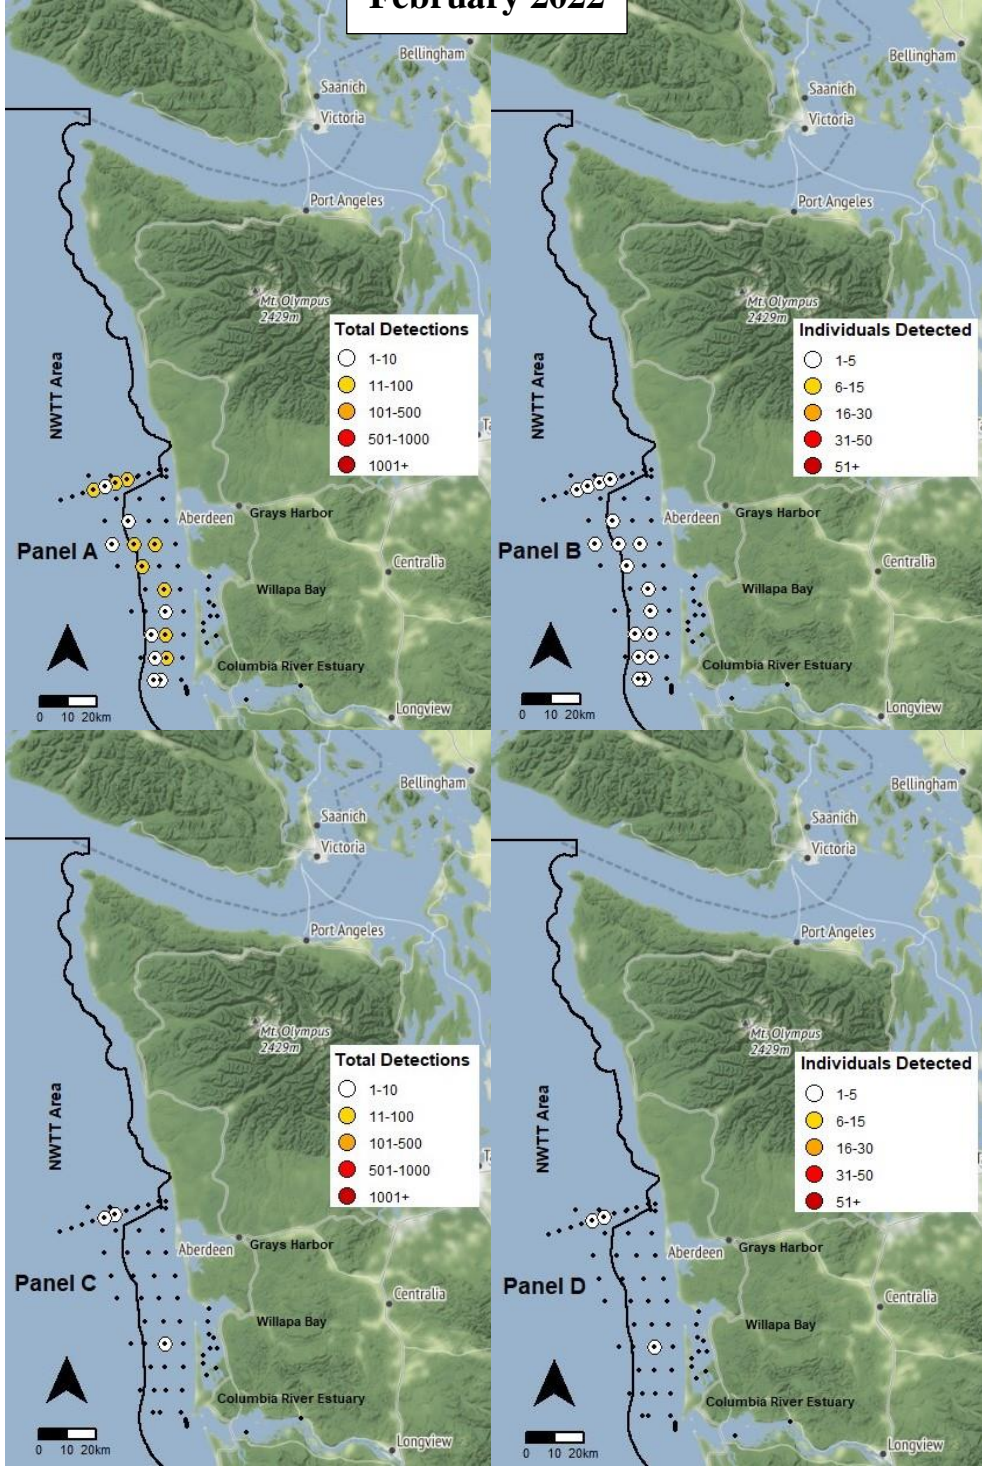 February 2022
Bellingham
Saanich
Victoria
Port Angeles
Mt. Olympus
2429m
NWTT Area
Total Detections
1-10
11-100
101-500
501-1000
1001+
Aberdeen
Grays Harbor
Panel A
Centralia
Willapa Bay
Columbia River Estuary
Longview
0 10 20km
Bellingham
Saanich
Victoria
Port Angeles
Mt. Olympus
2429m
NWTT Area
Individuals Detected
1-5
6-15
16-30
31-50
51+
Aberdeen
Grays Harbor
Panel B
Centralia
Willapa Bay
Columbia River Estuary
Longview
0 10 20km
Bellingham
Saanich
Victoria
Port Angeles
Mt. Olympus
2429m
NWTT Area
Total Detections
1-10
11-100
101-500
501-1000
1001+
Aberdeen
Grays Harbor
Panel C
Centralia
Willapa Bay
Columbia River Estuary
Longview
0 10 20km
Bellingham
Saanich
Victoria
Port Angeles
Mt. Olympus
2429m
NWTT Area
Individuals Detected
1-5
6-15
16-30
31-50
51+
Aberdeen
Grays Harbor
Panel D
Centralia
Willapa Bay
Columbia River Estuary
Longview
0 10 20km